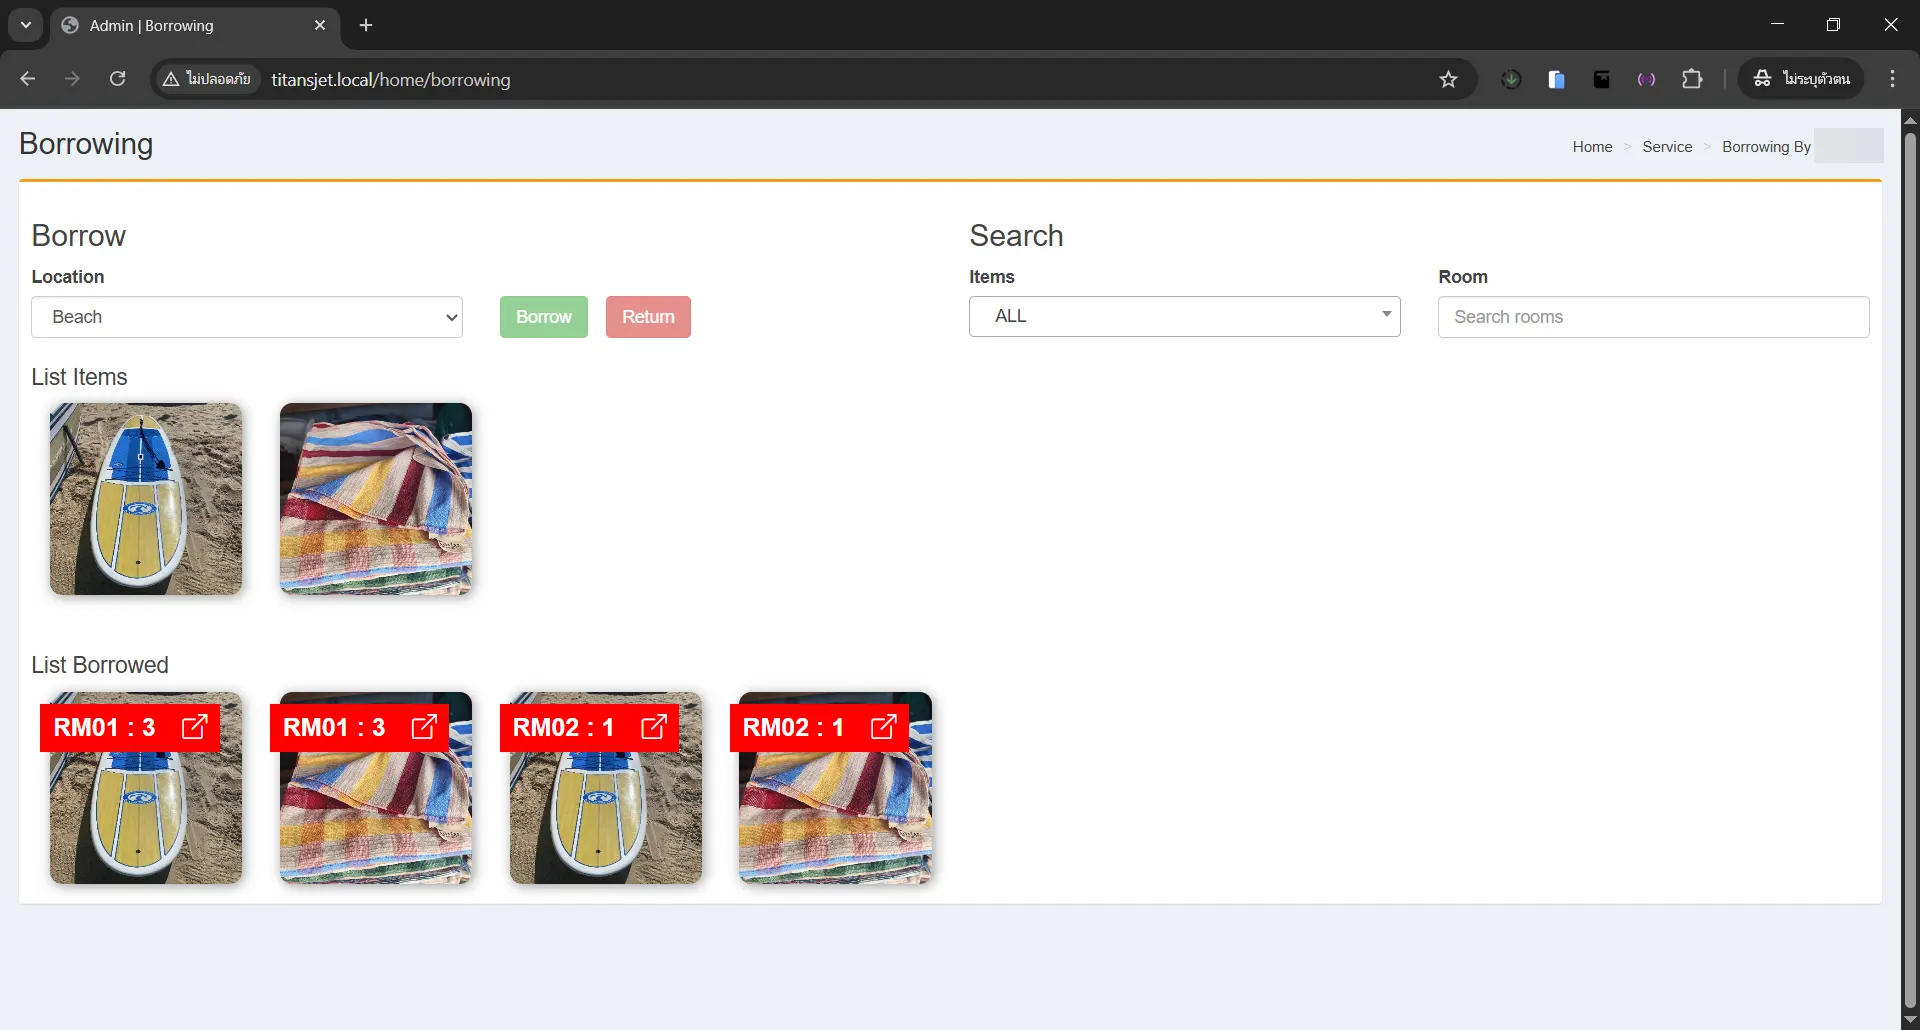 Admin | Borrowing
ไม่ปลอดภัย
titansjet.local/home/borrowing
ไม่ระบุตัวตน
Borrowing
Home > Service > Borrowing By
Borrow
Search
Location
Items
Room
Beach
Borrow
Return
ALL
Search rooms
List Items
List Borrowed
RM01 : 3
RM01 : 3
RM02 : 1
RM02 : 1